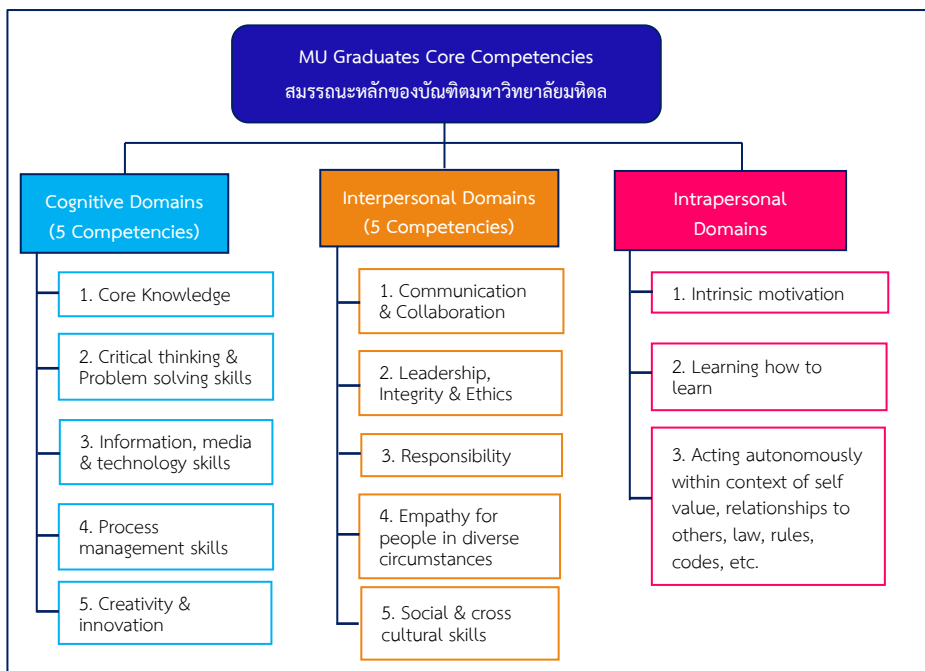 MU Graduates Core Competencies
สมรรถนะหลักของบัณฑิตมหาวิทยาลัยมหิดล
Cognitive Domains
(5 Competencies)
1. Core Knowledge
2. Critical thinking &
Problem solving skills
3. Information, media
& technology skills
4. Process
management skills
5. Creativity &
innovation
Interpersonal Domains
(5 Competencies)
1. Communication
& Collaboration
2. Leadership,
Integrity & Ethics
3. Responsibility
4. Empathy for
people in diverse
circumstances
5. Social & cross
cultural skills
Intrapersonal
Domains
1. Intrinsic motivation
2. Learning how to
learn
3. Acting autonomously
within context of self
value, relationships to
others, law, rules,
codes, etc.